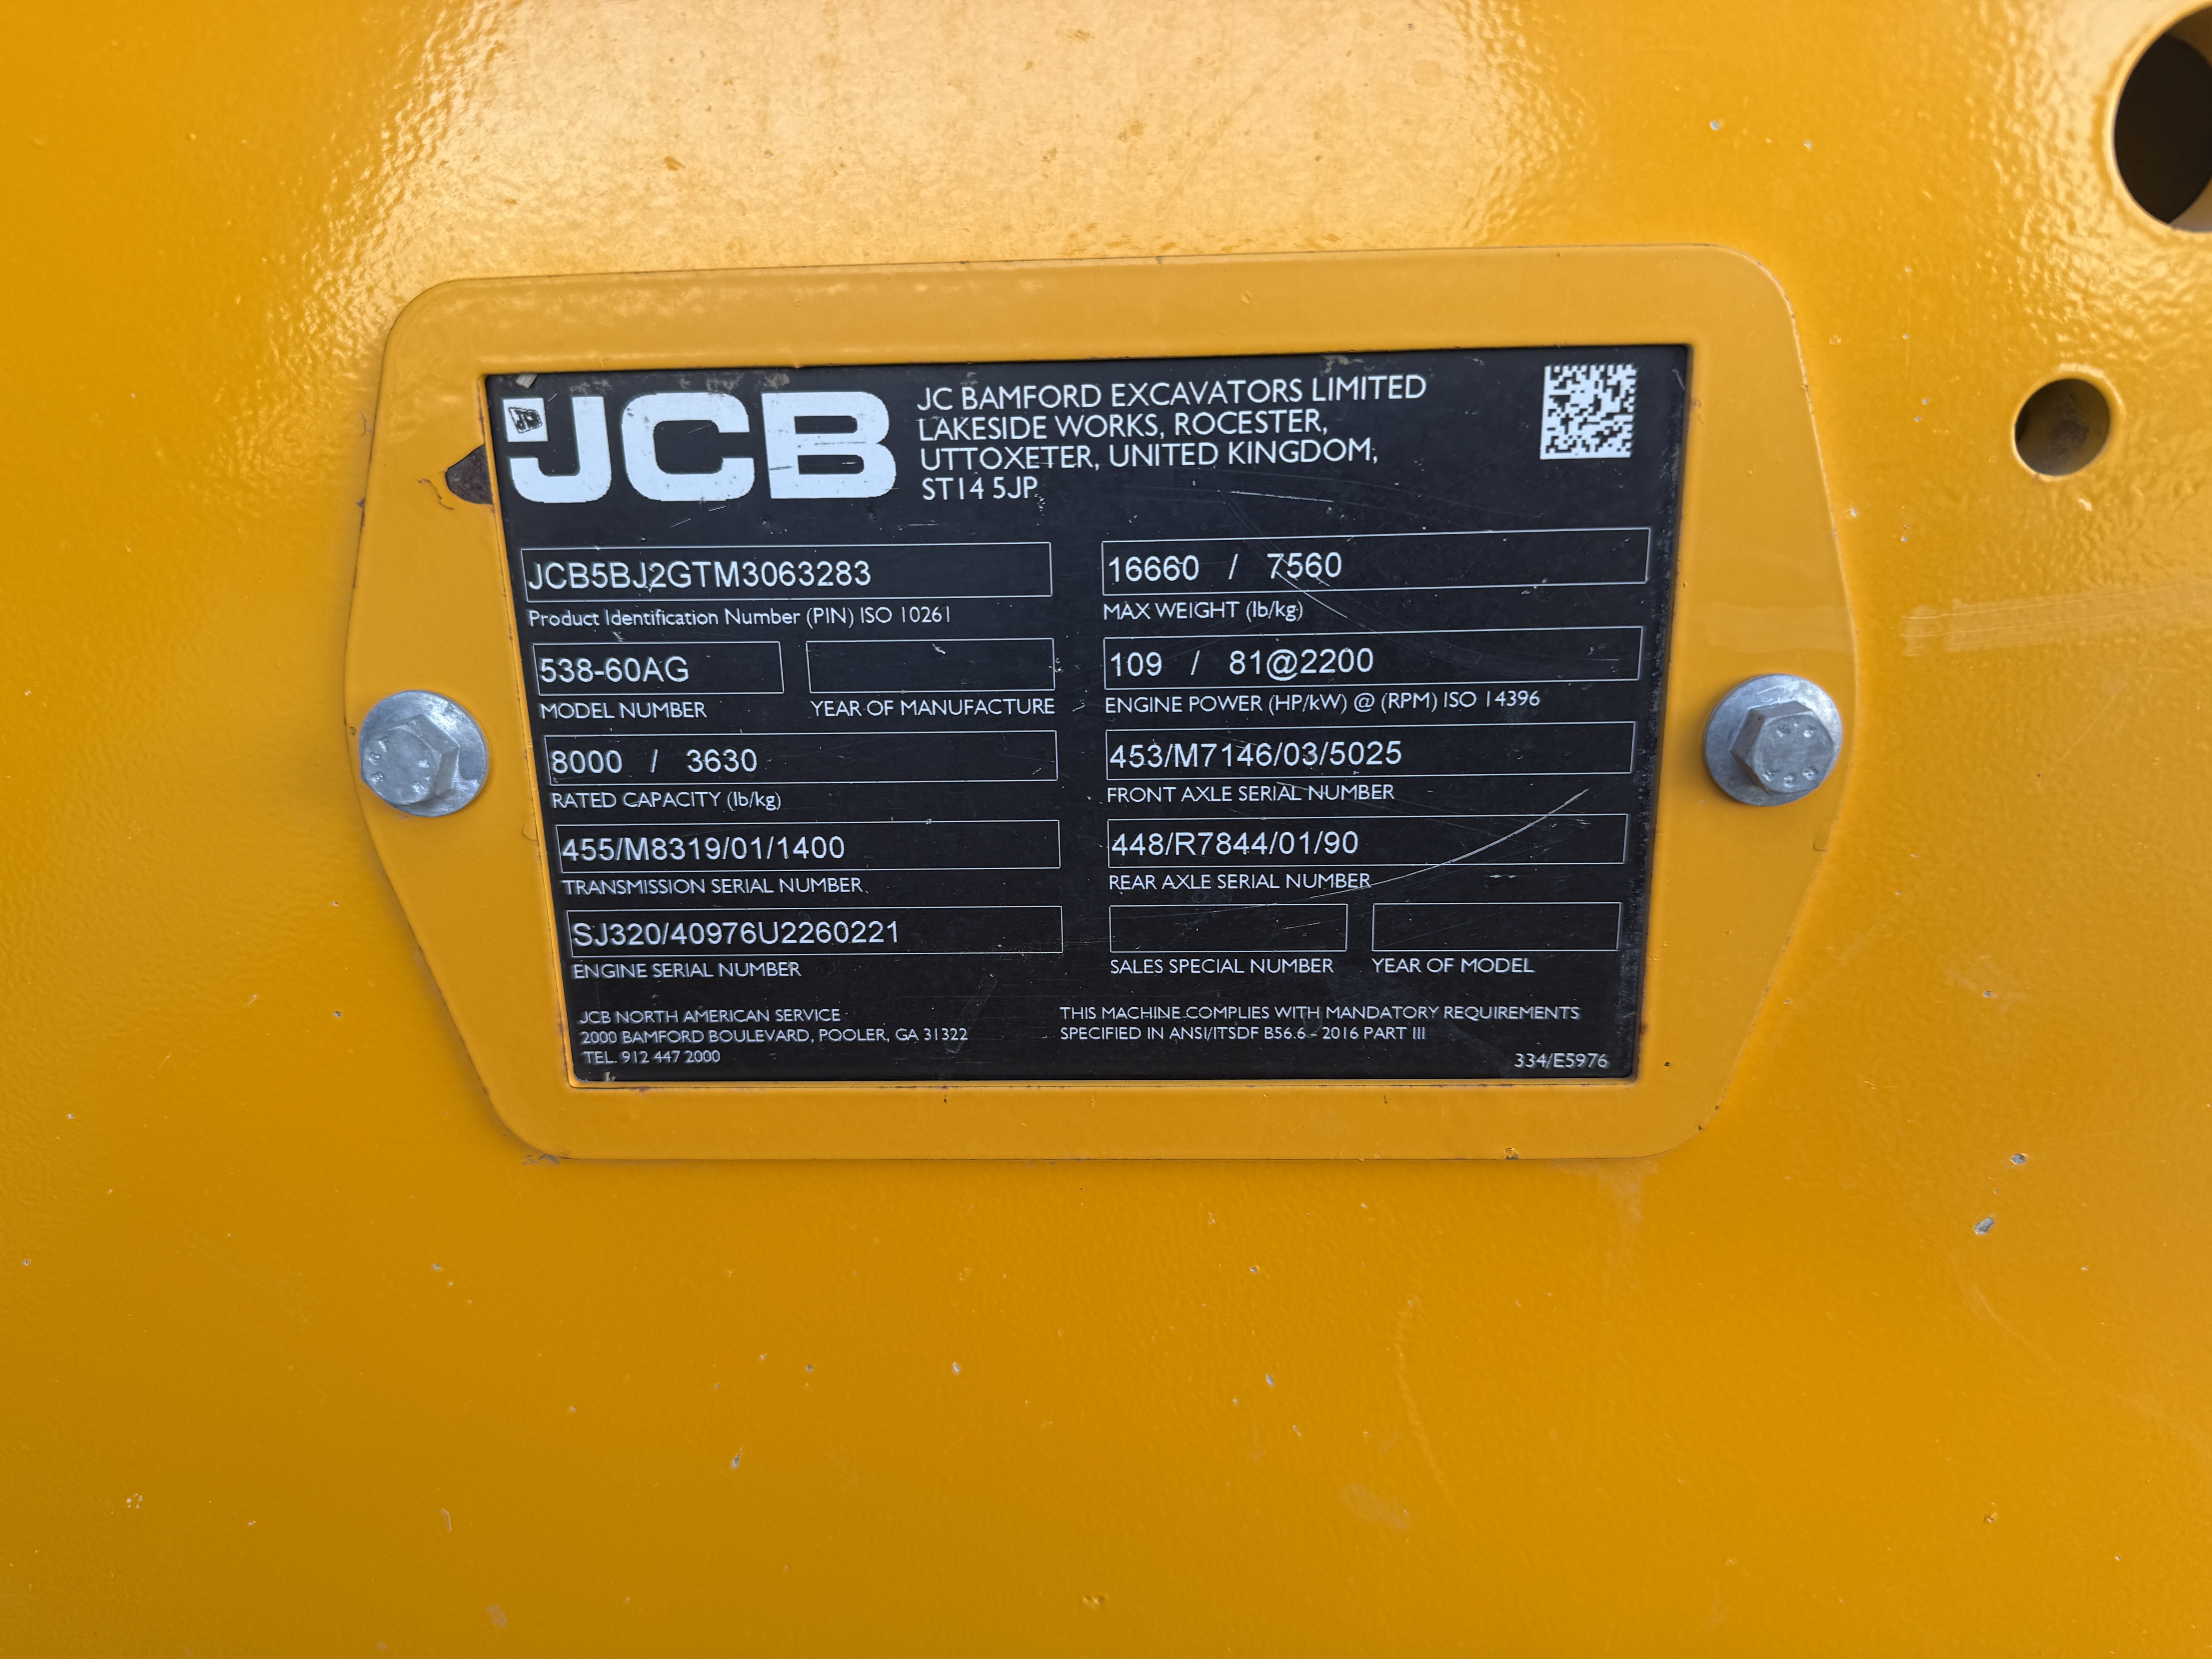 JCB
JC BAMFORD EXCAVATORS LIMITED
LAKESIDE WORKS, ROCESTER,
UTTOXETER, UNITED KINGDOM,
ST14 5JP.
JCB5BJ2GTM3063283
Product Identification Number (PIN) ISO 10261
16660 / 7560
MAX WEIGHT (lb/kg)
538-60AG
MODEL NUMBER
YEAR OF MANUFACTURE
109 / 81@2200
ENGINE POWER (HP/kW) @ (RPM) ISO 14396
8000 / 3630
RATED CAPACITY (lb/kg)
453/M7146/03/5025
FRONT AXLE SERIAL NUMBER
455/M8319/01/1400
TRANSMISSION SERIAL NUMBER
448/R7844/01/90
REAR AXLE SERIAL NUMBER
SJ320/40976U2260221
ENGINE SERIAL NUMBER
SALES SPECIAL NUMBER
YEAR OF MODEL
JCB NORTH AMERICAN SERVICE
2000 BAMFORD BOULEVARD, POOLER, GA 31322
TEL. 912 447 2000
THIS MACHINE COMPLIES WITH MANDATORY REQUIREMENTS
SPECIFIED IN ANSI/ITSDF B56.6 - 2016 PART III
334/E5976